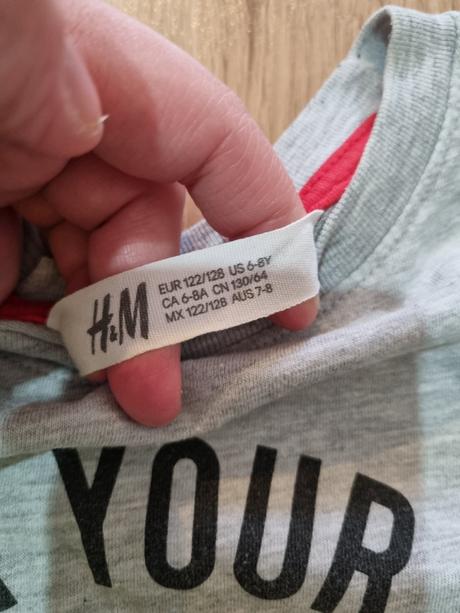 H&M
EUR 122/128 US 6-8Y
CA 6-8A CN 130/64
MX 122/128 AUS 7-8
YOUR